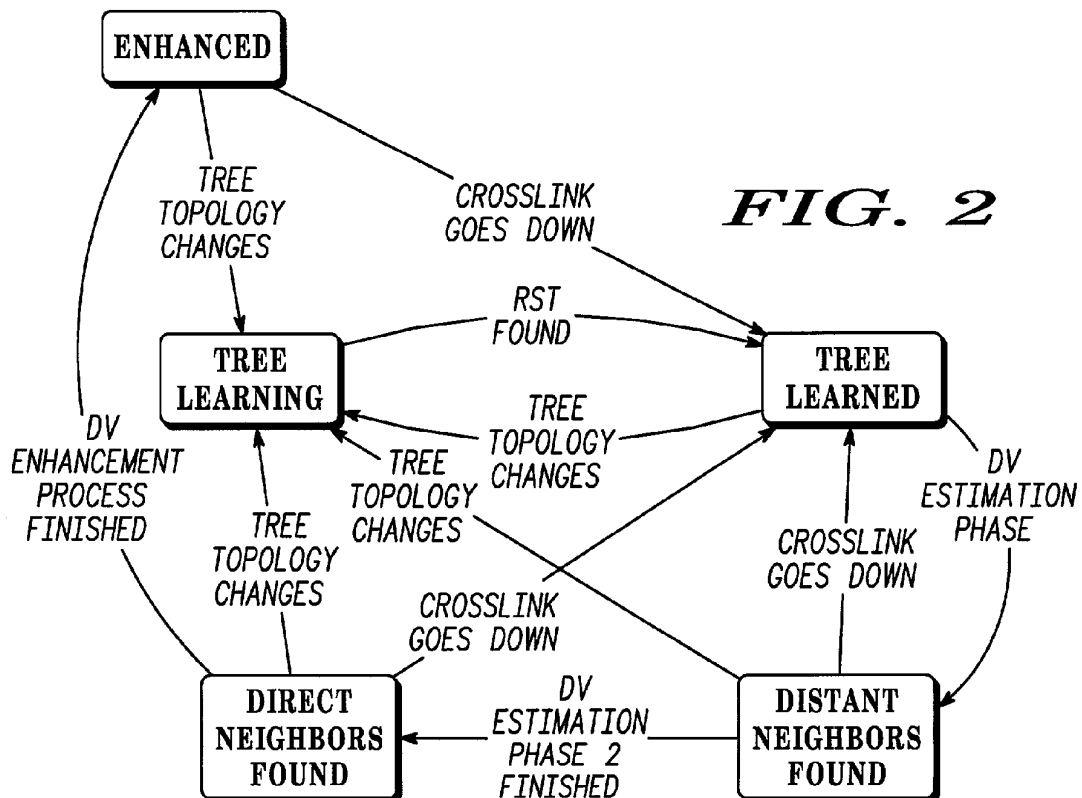 ENHANCED
TREE
TOPOLOGY
CHANGES
CROSSLINK
GOES DOWN
FIG. 2
RST
FOUND
TREE
LEARNING
TREE
LEARNED
TREE
TOPOLOGY
CHANGES
DV
ENHANCEMENT
PROCESS
FINISHED
TREE
TOPOLOGY
CHANGES
DV
ESTIMATION
PHASE
TREE
TOPOLOGY
CHANGES
CROSSLINK
GOES DOWN
CROSSLINK
GOES DOWN
DIRECT
NEIGHBORS
FOUND
DV
ESTIMATION
PHASE 2
FINISHED
DISTANT
NEIGHBORS
FOUND